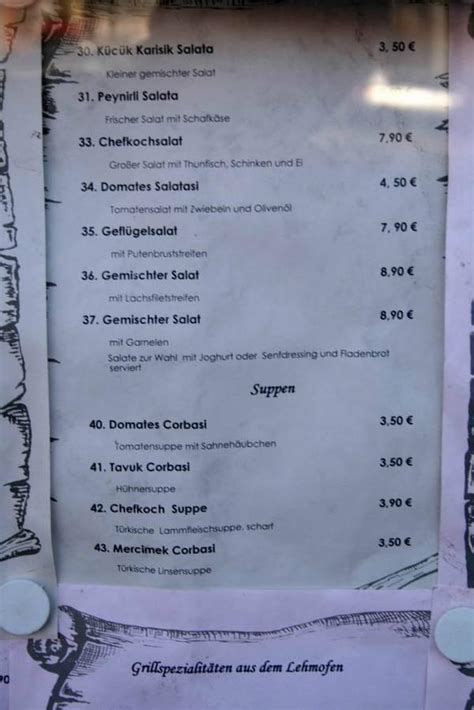 30. Kücük Karisik Salata 3, 50 €
Kleiner gemischter Salat
31. Peynirli Salata
Frischer Salat mit Schafkäse
33. Chefkochsalat 7,90 €
Großer Salat mit Thunfisch, Schinken und Ei
34. Domates Salatasi 4, 50 €
Tomatensalat mit Zwiebeln und Olivenöl
35. Geflügelsalat 7, 90 €
mit Putenbruststreifen
36. Gemischter Salat 8,90 €
mit Lachsfiletstreifen
37. Gemischter Salat 8,90 €
mit Garnelen
Salate zur Wahl mit Joghurt oder Senfdressing und Fladenbrot
serviert
Suppen
40. Domates Corbasi 3,50 €
Tomatensuppe mit Sahnehäubchen
41. Tavuk Corbasi 3,50 €
Hühnersuppe
42. Chefkoch Suppe 3,90 €
Türkische Lammfleischsuppe, scharf
43. Mercimek Corbasi 3,50 €
Türkische Linsensuppe
Grillspezialitäten aus dem Lehmofen